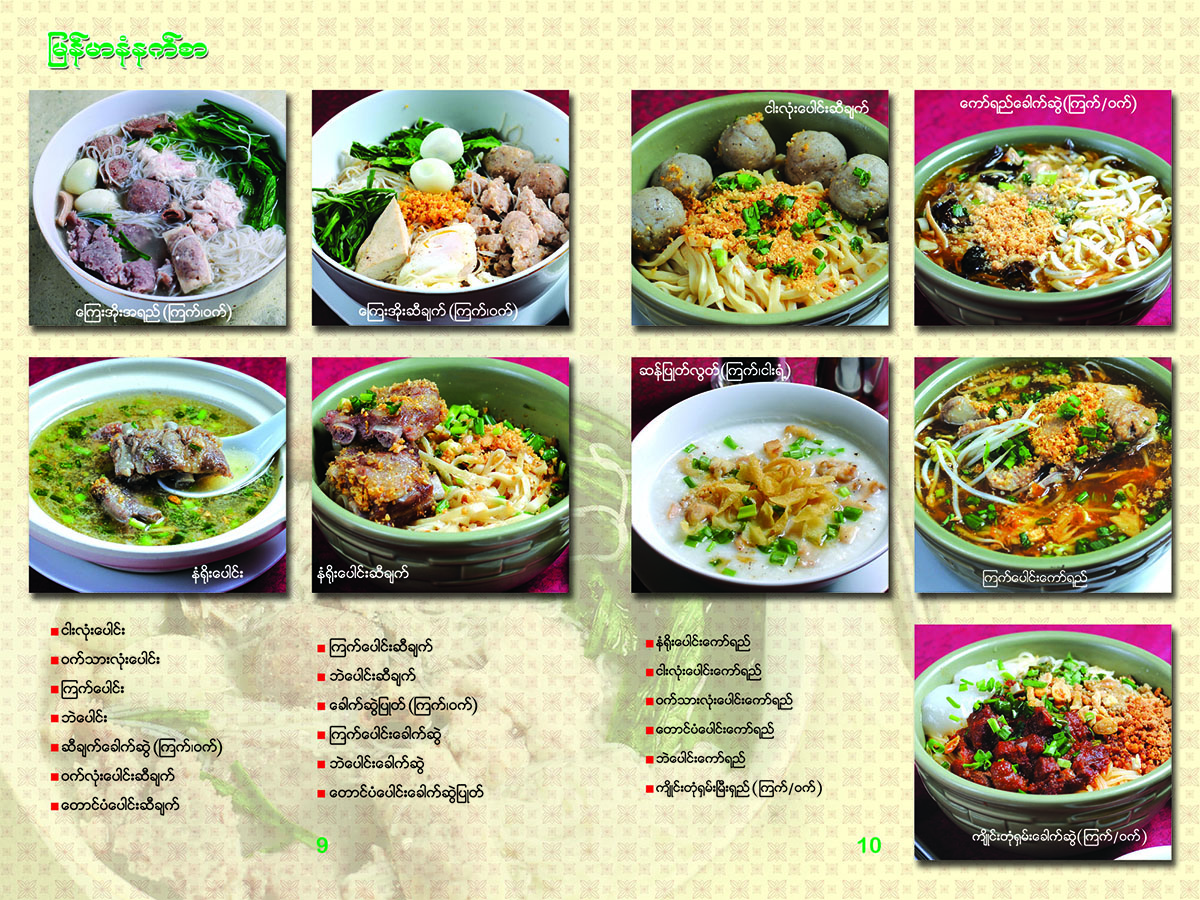 မြန်မာနံနက်စာ
ကြေးအိုးအရည် (ကြက်၊ဝက်)
ကြေးအိုးဆီချက် (ကြက်၊ဝက်)
ငါးလုံးပေါင်းဆီချက်
ကော်ရည်ခေါက်ဆွဲ(ကြက်/ဝက်)
နံရိုးပေါင်း
နံရိုးပေါင်းဆီချက်
ဆန်ပြုတ်လွတ်(ကြက်၊ငါးရံ့)
ကြက်ပေါင်းကော်ရည်
ငါးလုံးပေါင်း
ဝက်သားလုံးပေါင်း
ကြက်ပေါင်း
ဘဲပေါင်း
ဆီချက်ခေါက်ဆွဲ (ကြက်၊ဝက်)
ဝက်လုံးပေါင်းဆီချက်
တောင်ပံပေါင်းဆီချက်
ကြက်ပေါင်းဆီချက်
ဘဲပေါင်းဆီချက်
ခေါက်ဆွဲပြုတ် (ကြက်၊ဝက်)
ကြက်ပေါင်းခေါက်ဆွဲ
ဘဲပေါင်းခေါက်ဆွဲ
တောင်ပံပေါင်းခေါက်ဆွဲပြုတ်
9
နံရိုးပေါင်းကော်ရည်
ငါးလုံးပေါင်းကော်ရည်
ဝက်သားလုံးပေါင်းကော်ရည်
တောင်ပံပေါင်းကော်ရည်
ဘဲပေါင်းကော်ရည်
ကျိုင်းတုံရှမ်းမြီးရှည် (ကြက်/ဝက်)
10
ကျိုင်းတုံရှမ်းခေါက်ဆွဲ(ကြက်/ဝက်)